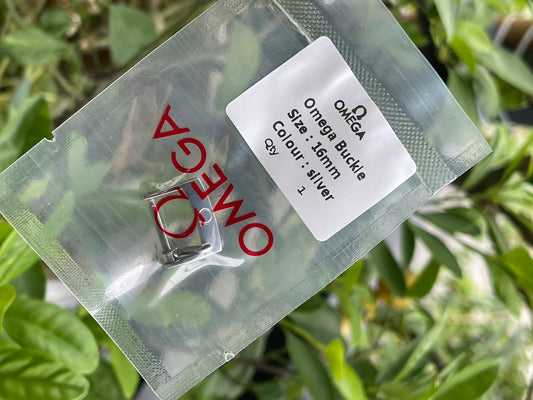 Ω
OMEGA
Omega Buckle
Size : 16mm
Colour : silver
Qty 1
Ω
OMEGA